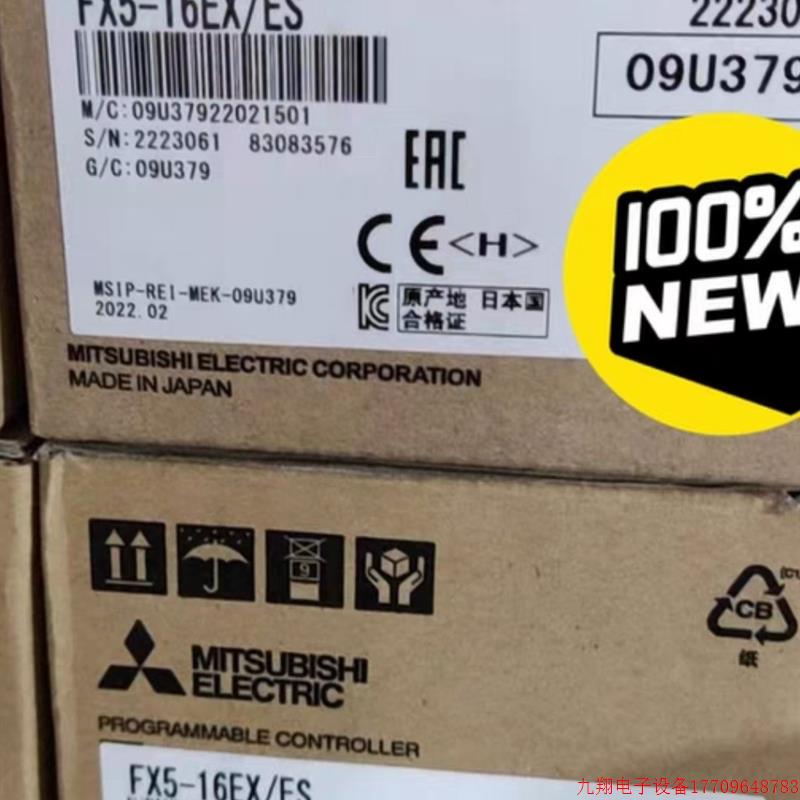 FX5-16EX/ES
22230
09U379
M/C:09U37922021501
S/N:2223061 83083576
G/C:09U379
EAC
CE<H>
100%
NEW
MSIP-REI-MEK-09U379
2022.02
原产地 日本国
合格证
MITSUBISHI ELECTRIC CORPORATION
MADE IN JAPAN
9
CB
纸
MITSUBISHI
ELECTRIC
PROGRAMMABLE CONTROLLER
FX5-16EX/ES
九翔电子设备17709648783